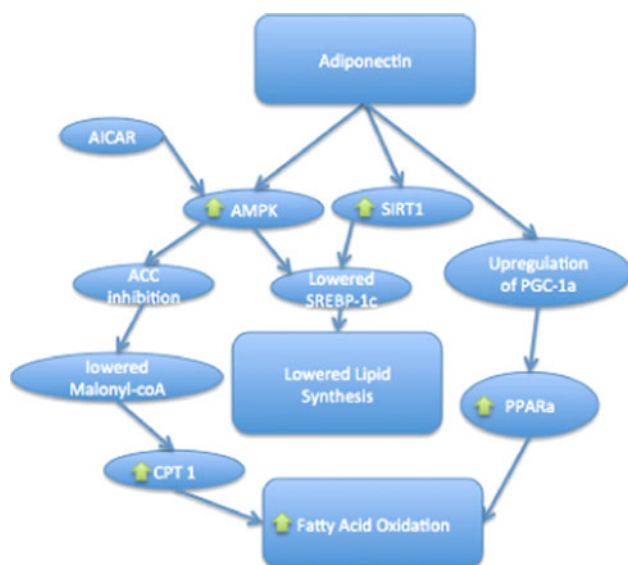 Adiponectin
AICAR
AMPK
SIRT1
ACC
inhibition
Lowered
SREBP-1c
Upregulation
of PGC-1a
lowered
Malonyl-coA
Lowered Lipid
Synthesis
PPARa
CPT 1
Fatty Acid Oxidation